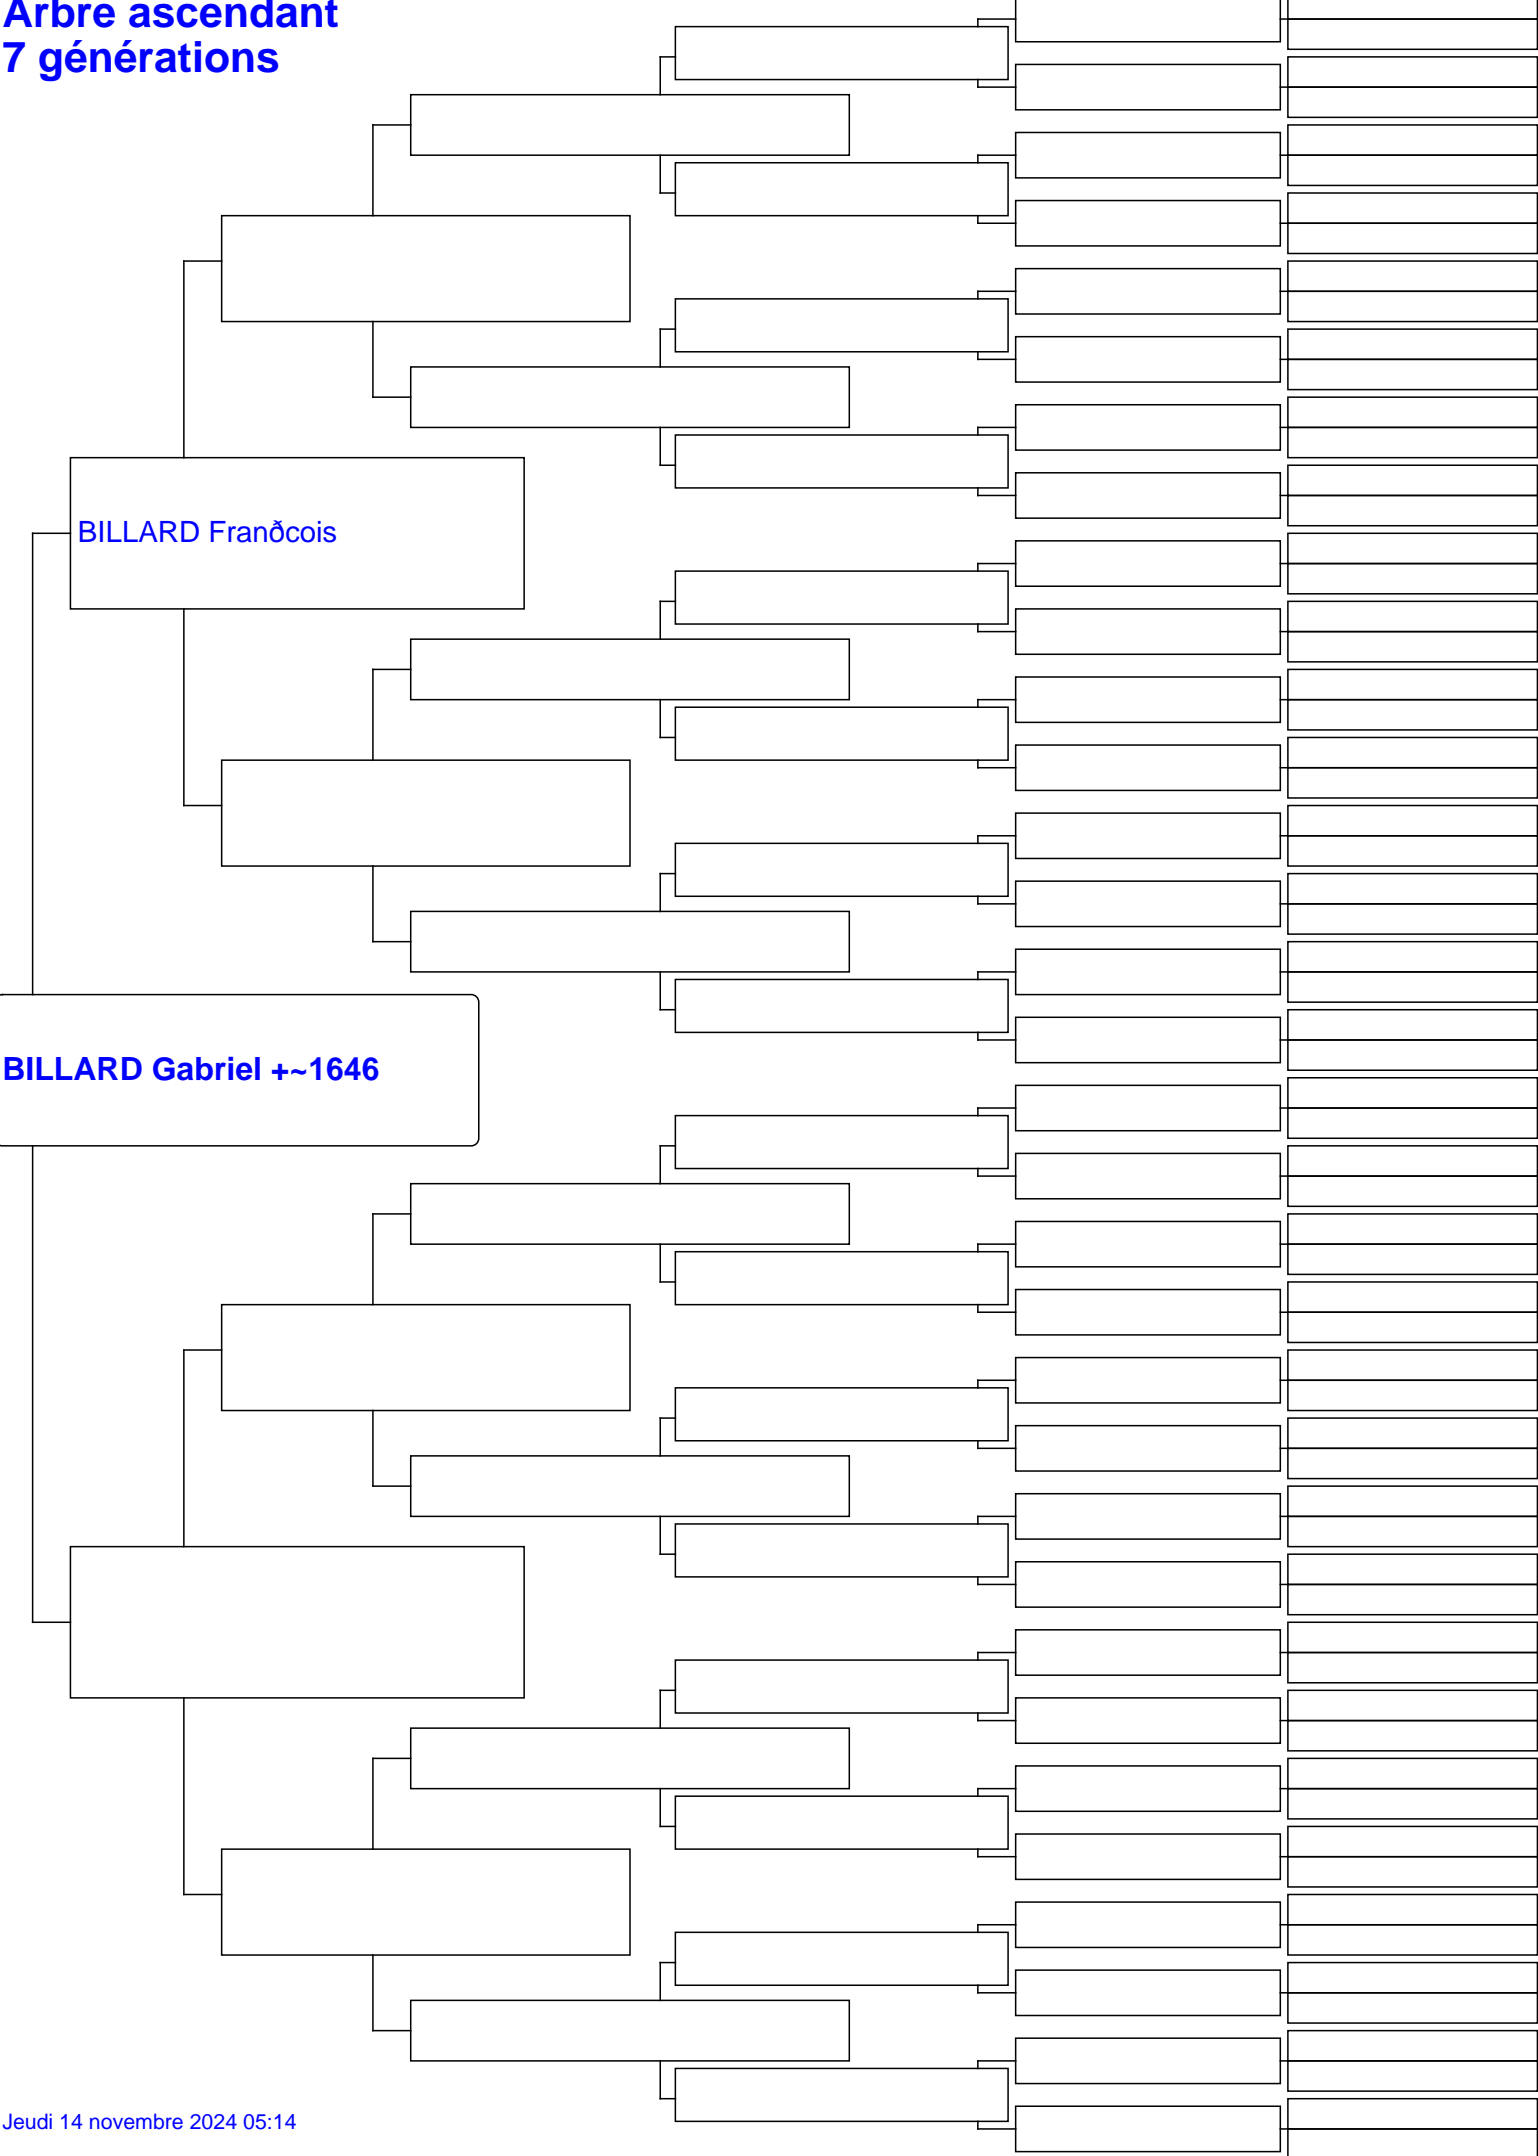 Arbre ascendant
7 générations
BILLARD Franðcois
BILLARD Gabriel +~1646
Jeudi 14 novembre 2024 05:14